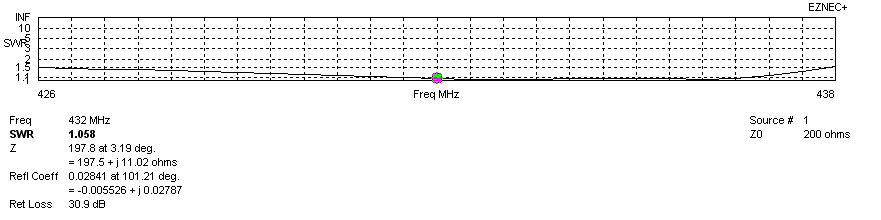 EZNEC+
INF
10
5
SWR
3
2
1.5
1.1
426 Freq MHz 438
Freq 432 MHz Source # 1
SWR 1.058 Z0 200 ohms
Z 197.8 at 3.19 deg.
= 197.5 + j 11.02 ohms
Refl Coeff 0.02841 at 101.21 deg.
= -0.005526 + j 0.02787
Ret Loss 30.9 dB